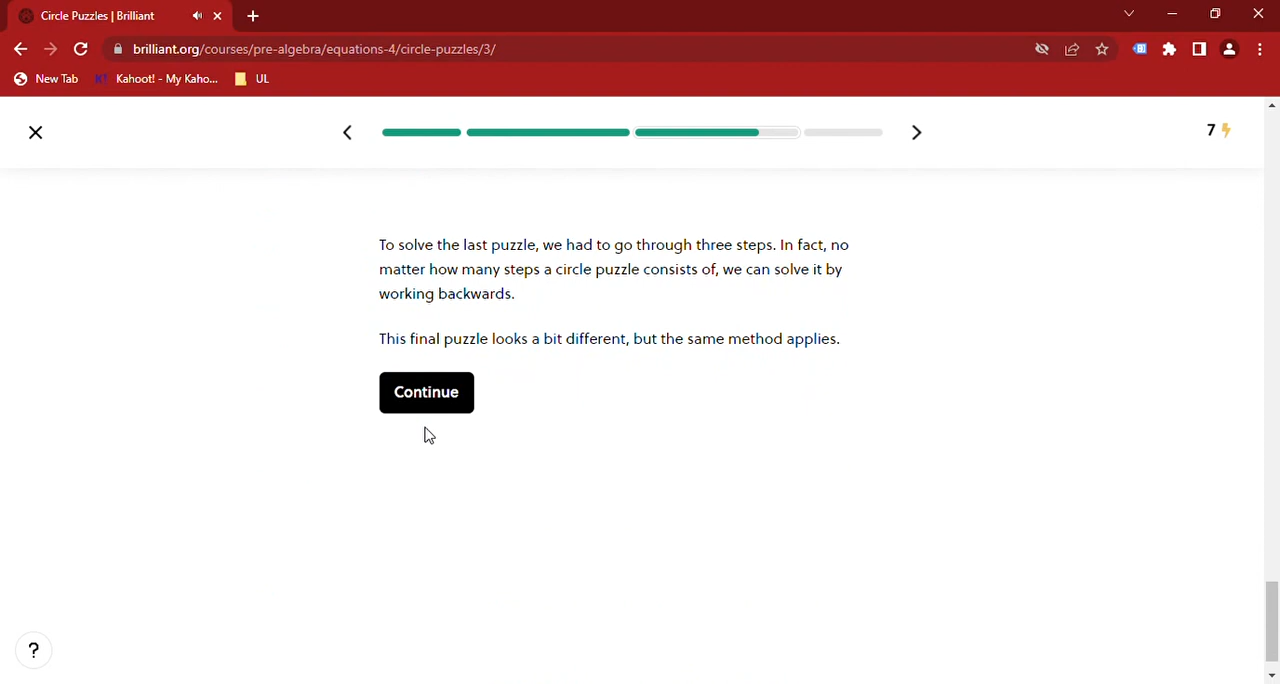 Circle Puzzles | Brilliant
brilliant.org/courses/pre-algebra/equations-4/circle-puzzles/3/
New Tab
K! Kahoot! - My Kaho...
UL
7
To solve the last puzzle, we had to go through three steps. In fact, no
matter how many steps a circle puzzle consists of, we can solve it by
working backwards.
This final puzzle looks a bit different, but the same method applies.
Continue
?